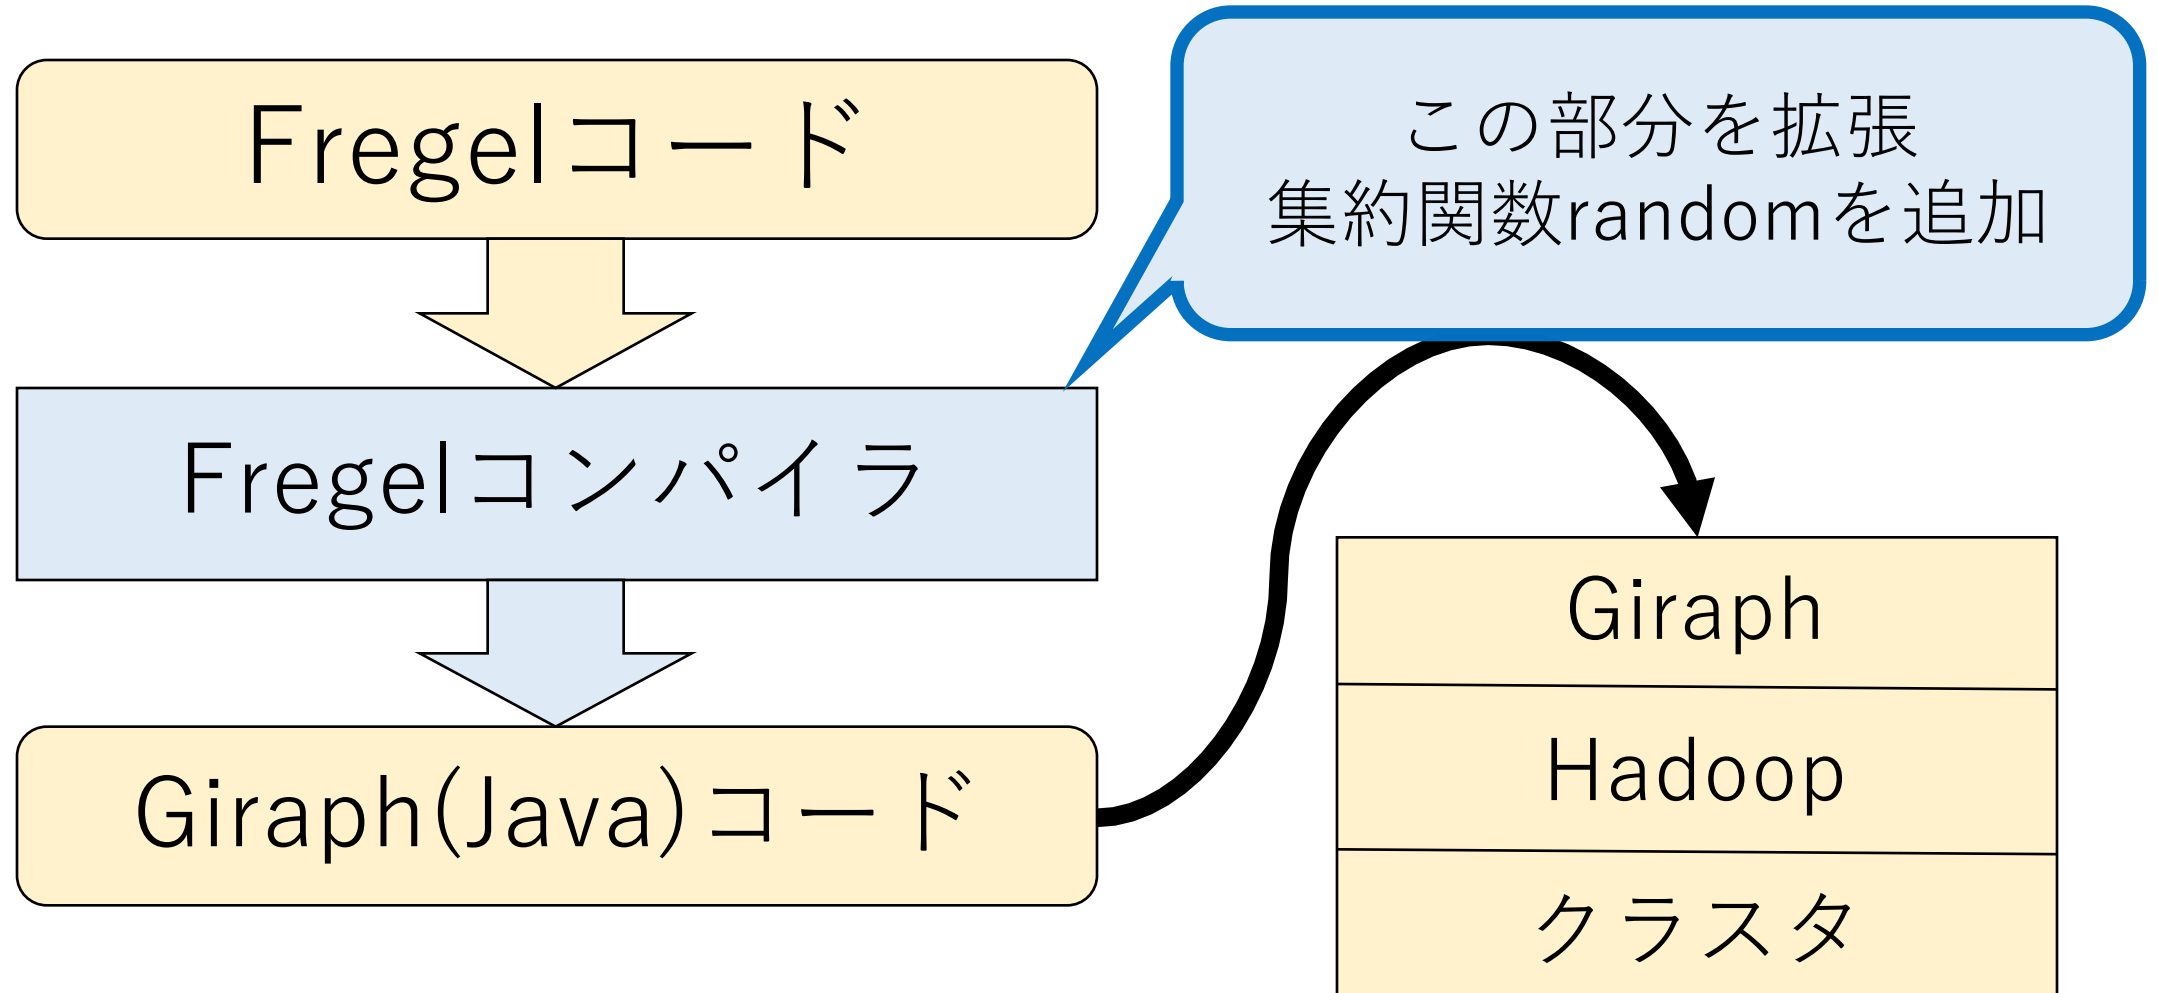 Fregelコード
この部分を拡張
集約関数randomを追加
Fregelコンパイラ
Giraph(Java)コード
Giraph
Hadoop
クラスタ